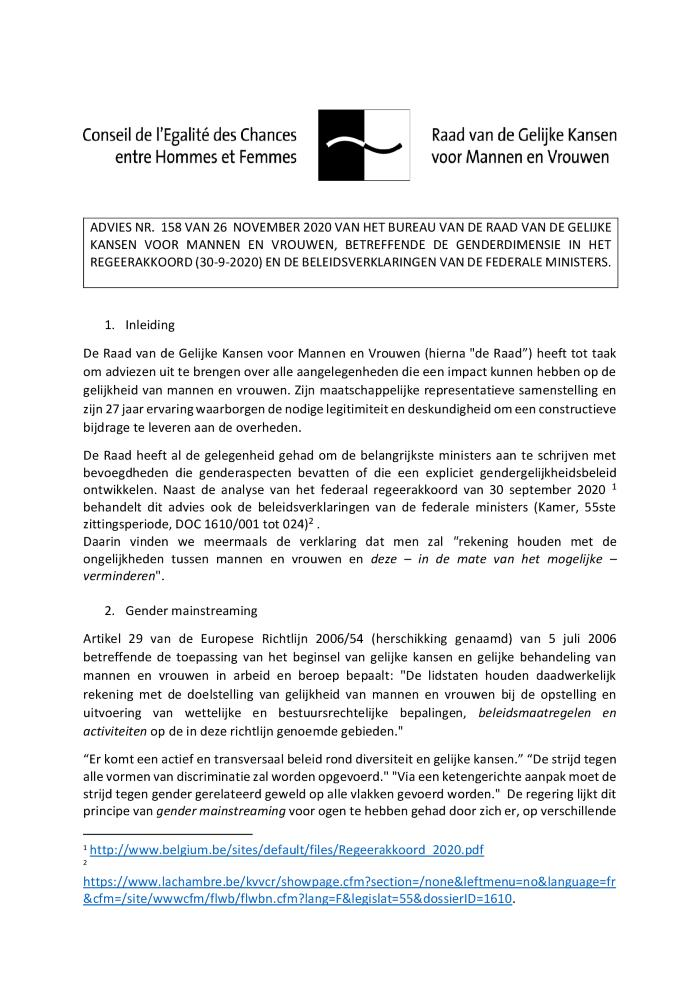 Conseil de l'Egalité des Chances
entre Hommes et Femmes
Raad van de Gelijke Kansen
voor Mannen en Vrouwen
ADVIES NR. 158 VAN 26 NOVEMBER 2020 VAN HET BUREAU VAN DE RAAD VAN DE GELIJKE
KANSEN VOOR MANNEN EN VROUWEN, BETREFFENDE DE GENDERDIMENSIE IN HET
REGEERAKKOORD (30-9-2020) EN DE BELEIDSVERKLARINGEN VAN DE FEDERALE MINISTERS.
1. Inleiding
De Raad van de Gelijke Kansen voor Mannen en Vrouwen (hierna "de Raad”) heeft tot taak
om adviezen uit te brengen over alle aangelegenheden die een impact kunnen hebben op de
gelijkheid van mannen en vrouwen. Zijn maatschappelijke representatieve samenstelling en
zijn 27 jaar ervaring waarborgen de nodige legitimiteit en deskundigheid om een constructieve
bijdrage te leveren aan de overheden.
De Raad heeft al de gelegenheid gehad om de belangrijkste ministers aan te schrijven met
bevoegdheden die genderaspecten bevatten of die een expliciet gendergelijkheidsbeleid
ontwikkelen. Naast de analyse van het federaal regeerakkoord van 30 september 2020 ¹
behandelt dit advies ook de beleidsverklaringen van de federale ministers (Kamer, 55ste
zittingsperiode, DOC 1610/001 tot 024)² .
Daarin vinden we meermaals de verklaring dat men zal “rekening houden met de
ongelijkheden tussen mannen en vrouwen en deze – in de mate van het mogelijke –
verminderen".
2. Gender mainstreaming
Artikel 29 van de Europese Richtlijn 2006/54 (herschikking genaamd) van 5 juli 2006
betreffende de toepassing van het beginsel van gelijke kansen en gelijke behandeling van
mannen en vrouwen in arbeid en beroep bepaalt: "De lidstaten houden daadwerkelijk
rekening met de doelstelling van gelijkheid van mannen en vrouwen bij de opstelling en
uitvoering van wettelijke en bestuursrechtelijke bepalingen, beleidsmaatregelen en
activiteiten op de in deze richtlijn genoemde gebieden."
“Er komt een actief en transversaal beleid rond diversiteit en gelijke kansen.” “De strijd tegen
alle vormen van discriminatie zal worden opgevoerd." "Via een ketengerichte aanpak moet de
strijd tegen gender gerelateerd geweld op alle vlakken gevoerd worden." De regering lijkt dit
principe van gender mainstreaming voor ogen te hebben gehad door zich er, op verschillende
¹ http://www.belgium.be/sites/default/files/Regeerakkoord_2020.pdf
²
https://www.lachambre.be/kvvcr/showpage.cfm?section=/none&leftmenu=no&language=fr
&cfm=/site/wwwcfm/flwb/flwbn.cfm?lang=F&legislat=55&dossierID=1610.